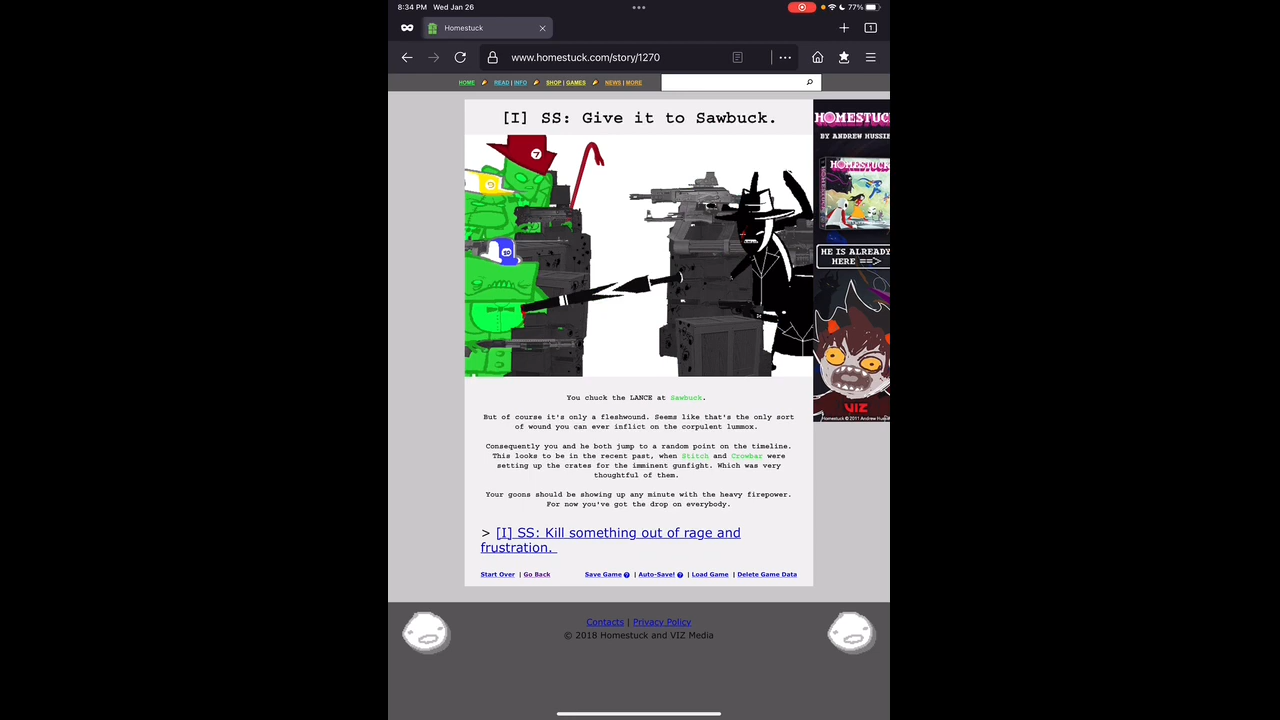 8:34 PM Wed Jan 26
77%
Homestuck
1
www.homestuck.com/story/1270
HOME READ | INFO SHOP | GAMES NEWS | MORE
[I] SS: Give it to Sawbuck.
HOMESTUC
BY ANDREW HUSSIE
HOMESTUCK
HE IS ALREADY
HERE ==>
VIZ
You chuck the LANCE at Sawbuck.
But of course it's only a fleshwound. Seems like that's the only sort
of wound you can ever inflict on the corpulent lummox.
Consequently you and he both jump to a random point on the timeline.
This looks to be in the recent past, when Stitch and Crowbar were
setting up the crates for the imminent gunfight. Which was very
thoughtful of them.
Your goons should be showing up any minute with the heavy firepower.
For now you've got the drop on everybody.
> [I] SS: Kill something out of rage and
frustration.
Start Over | Go Back Save Game ? | Auto-Save! ? | Load Game | Delete Game Data
Contacts | Privacy Policy
© 2018 Homestuck and VIZ Media